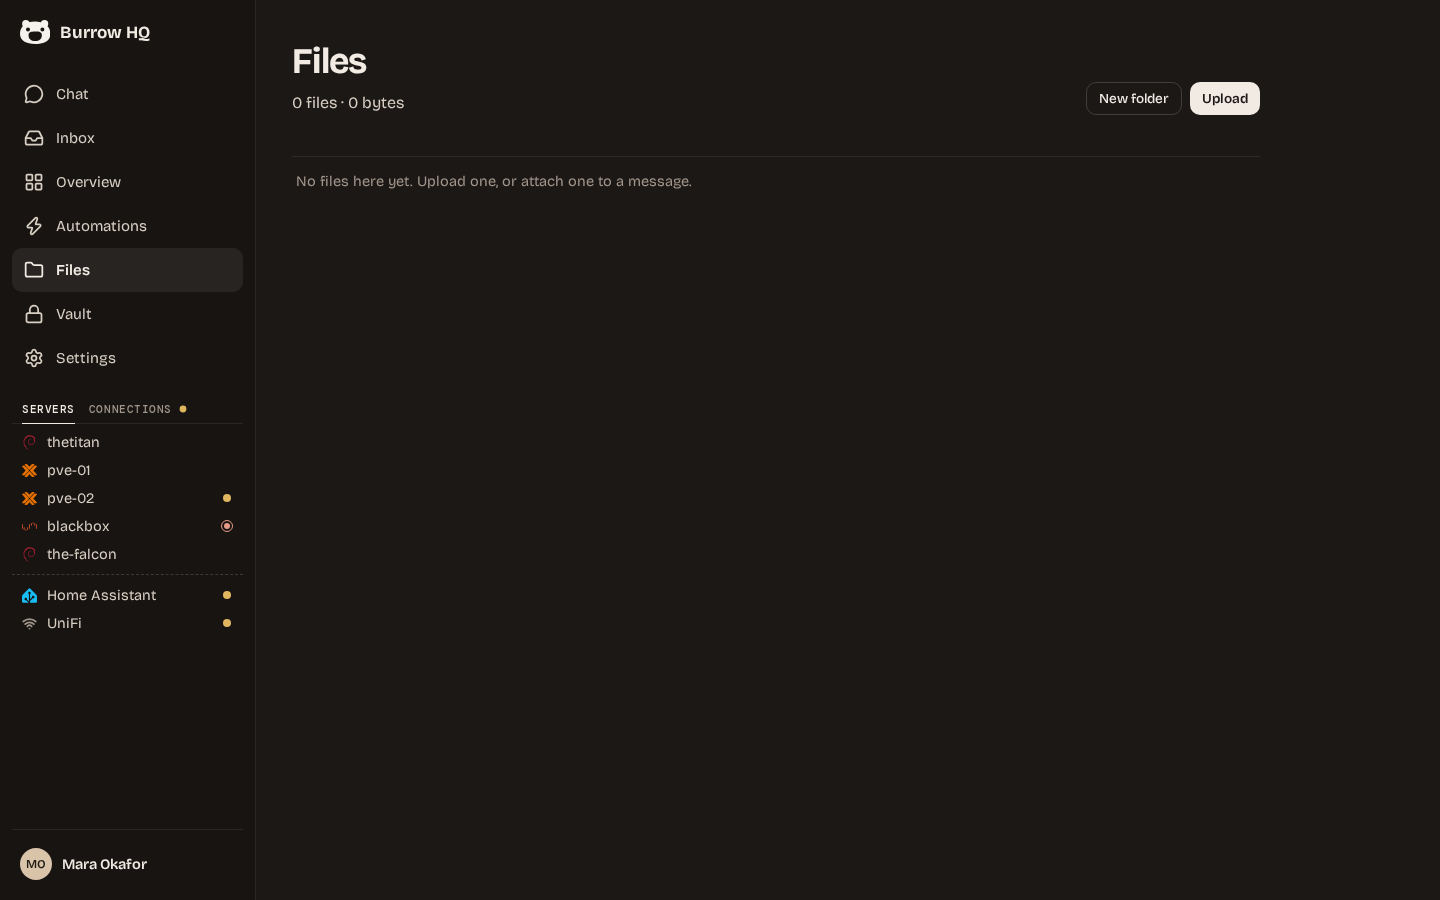 Burrow HQ
Chat
Inbox
Overview
Automations
Files
Vault
Settings
SERVERS CONNECTIONS
thetitan
pve-01
pve-02
blackbox
the-falcon
Home Assistant
UniFi
MO Mara Okafor
Files
0 files · 0 bytes
New folder Upload
No files here yet. Upload one, or attach one to a message.